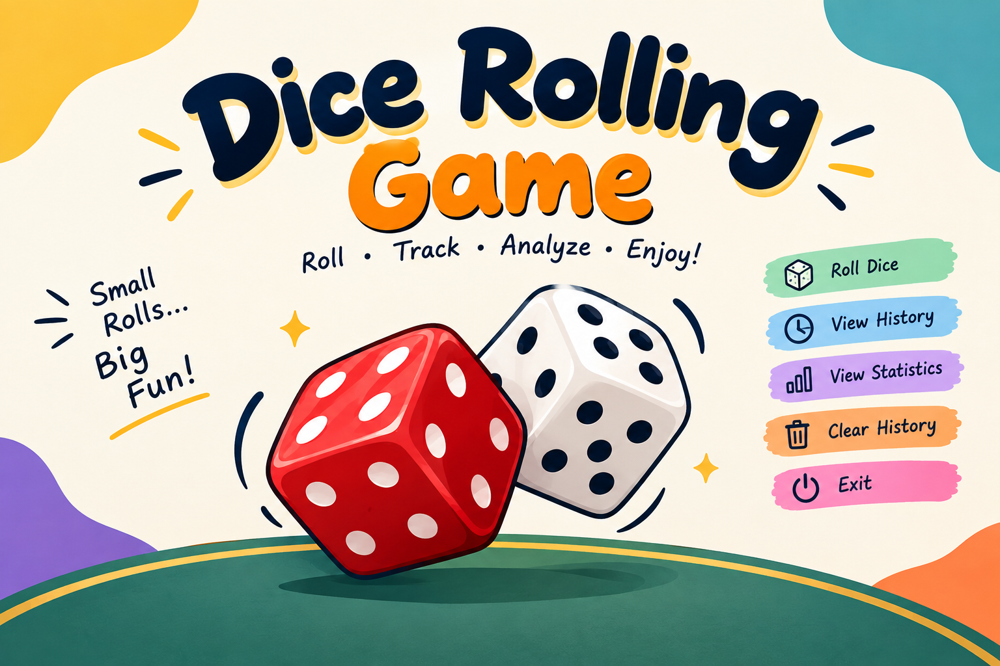 Dice Rolling
Game
Roll • Track • Analyze • Enjoy!
Small
Rolls...
Big
Fun!
Roll Dice
View History
View Statistics
Clear History
Exit